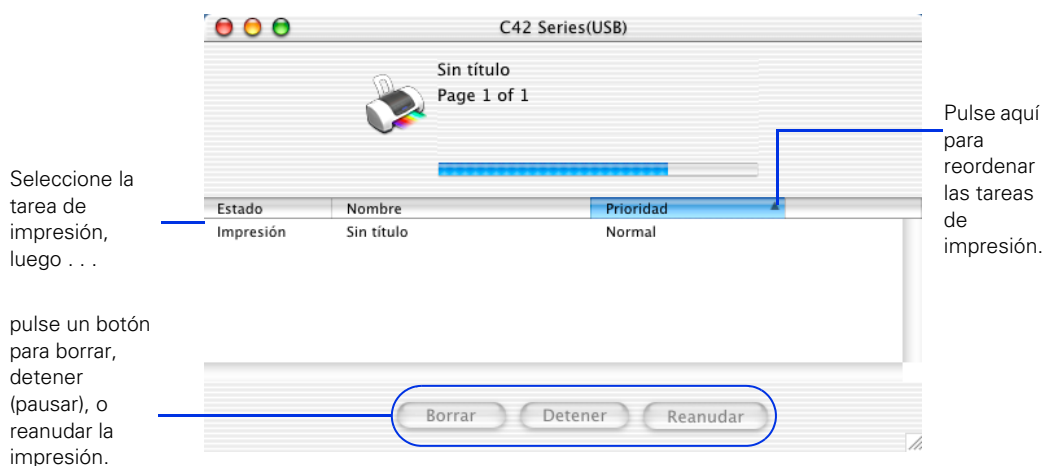 C42 Series(USB)
Sin título
Page 1 of 1
Pulse aquí
para
reordenar
las tareas
de
impresión.
Seleccione la
tarea de
impresión,
luego . . .
Estado Nombre Prioridad
Impresión Sin título Normal
pulse un botón
para borrar,
detener
(pausar), o
reanudar la
impresión.
Borrar Detener Reanudar